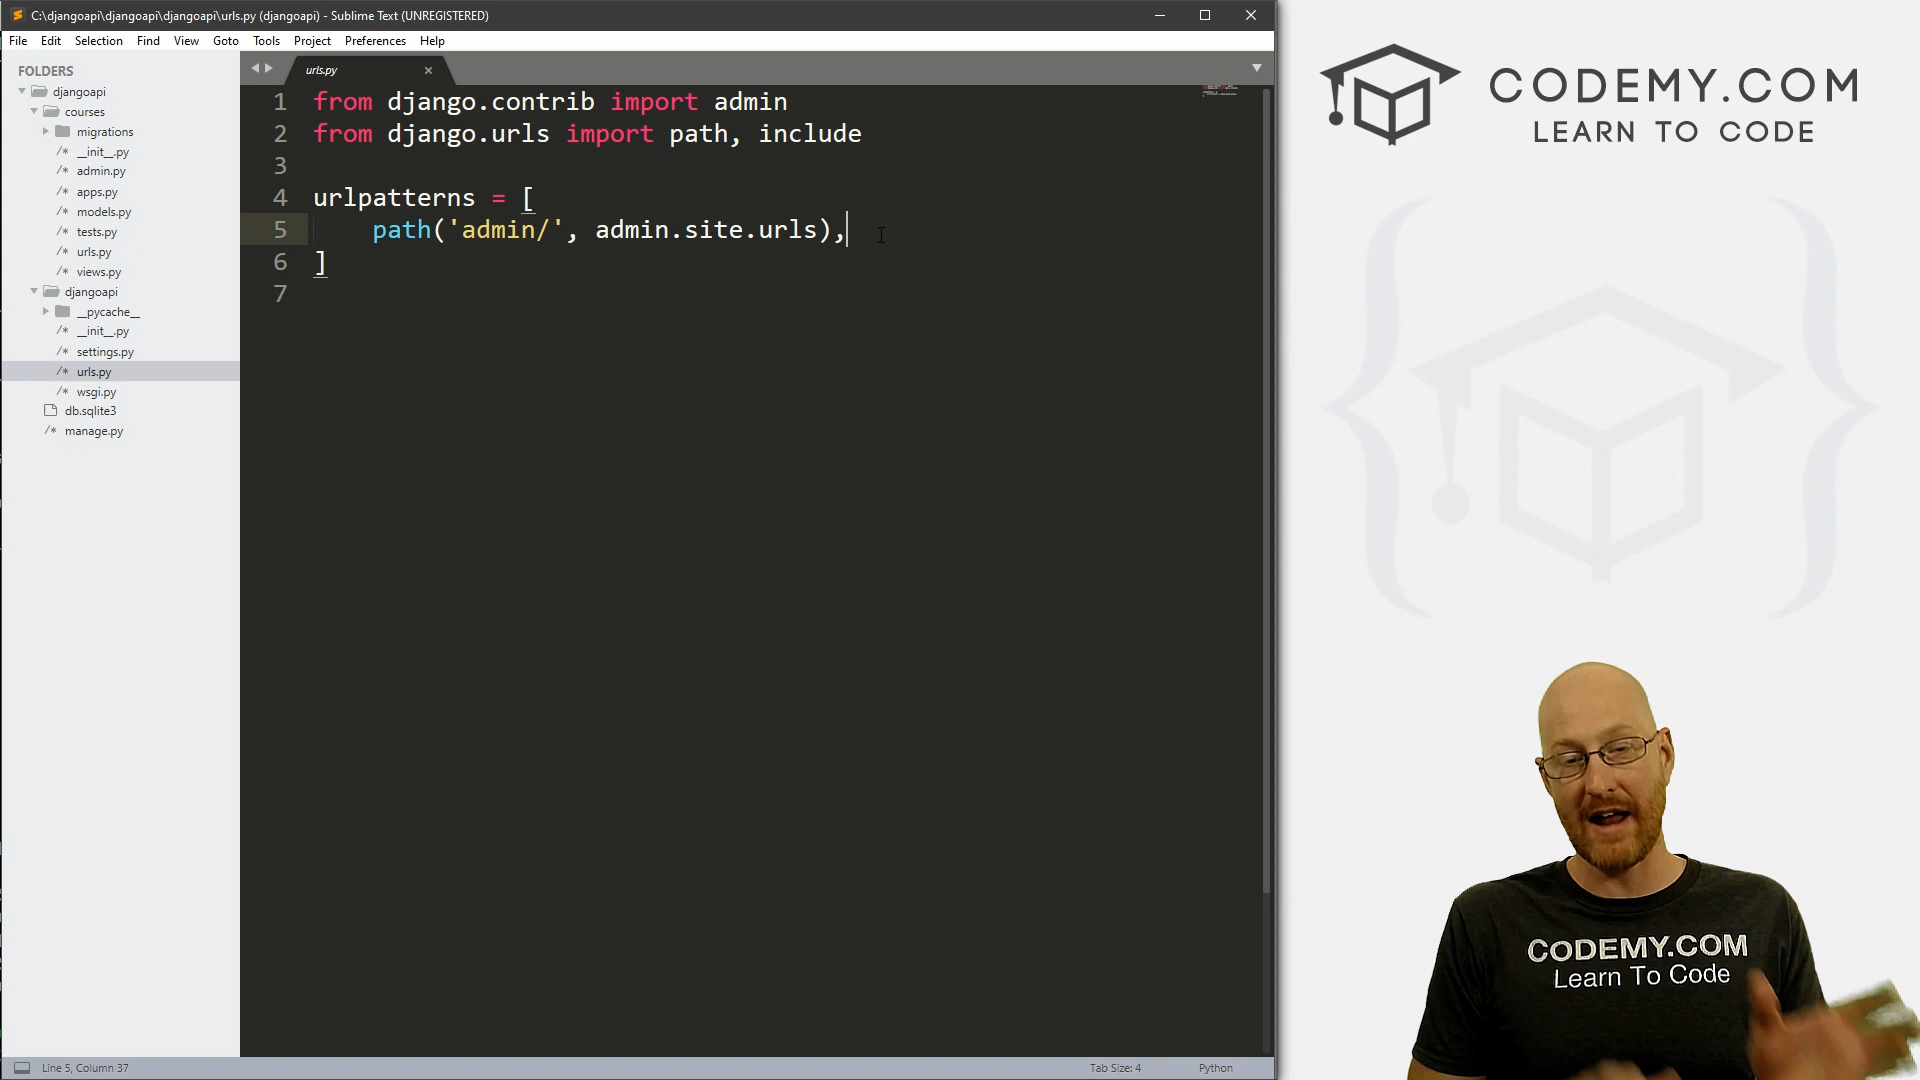 C:\djangoapi\djangoapi\djangoapi\urls.py (djangoapi) - Sublime Text (UNREGISTERED)
File Edit Selection Find View Goto Tools Project Preferences Help
FOLDERS
djangoapi
courses
migrations
/* __init__.py
/* admin.py
/* apps.py
/* models.py
/* tests.py
/* urls.py
/* views.py
djangoapi
__pycache__
/* __init__.py
/* settings.py
/* urls.py
/* wsgi.py
db.sqlite3
/* manage.py
urls.py
1 from django.contrib import admin
2 from django.urls import path, include
3
4 urlpatterns = [
5     path('admin/', admin.site.urls),
6 ]
7
Line 5, Column 37
Tab Size: 4
Python
CODEMY.COM
LEARN TO CODE
CODEMY.COM
Learn To Code